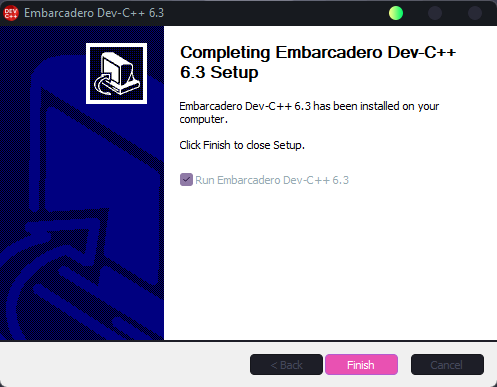 DEV
C++
Embarcadero Dev-C++ 6.3
Completing Embarcadero Dev-C++
6.3 Setup
Embarcadero Dev-C++ 6.3 has been installed on your
computer.
Click Finish to close Setup.
Run Embarcadero Dev-C++ 6.3
< Back
Finish
Cancel